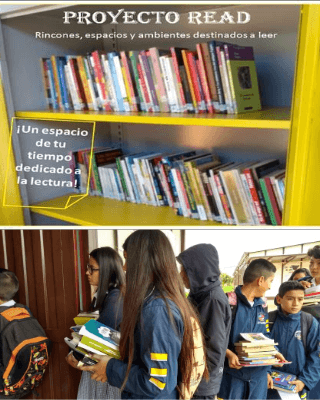 PROYECTO READ
Rincones, espacios y ambientes destinados a leer
¡Un espacio
de tu
tiempo
dedicado a
la lectura!